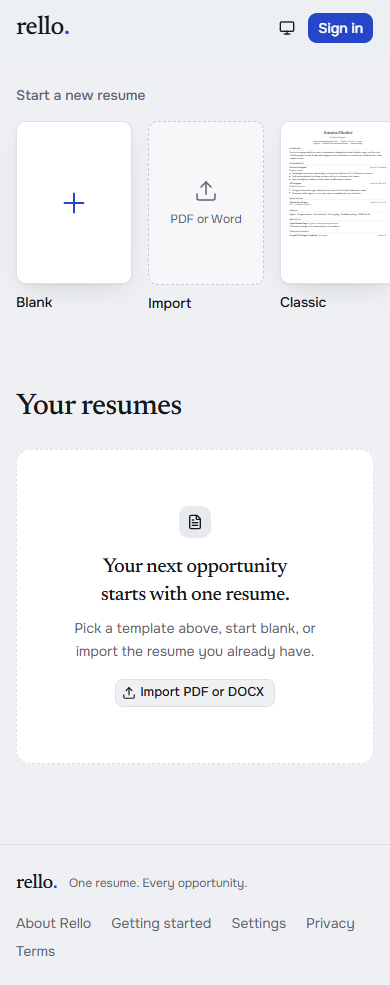 rello.
Sign in
Start a new resume
PDF or Word
Blank
Import
Classic
Your resumes
Your next opportunity
starts with one resume.
Pick a template above, start blank, or
import the resume you already have.
Import PDF or DOCX
rello.
One resume. Every opportunity.
About Rello
Getting started
Settings
Privacy
Terms